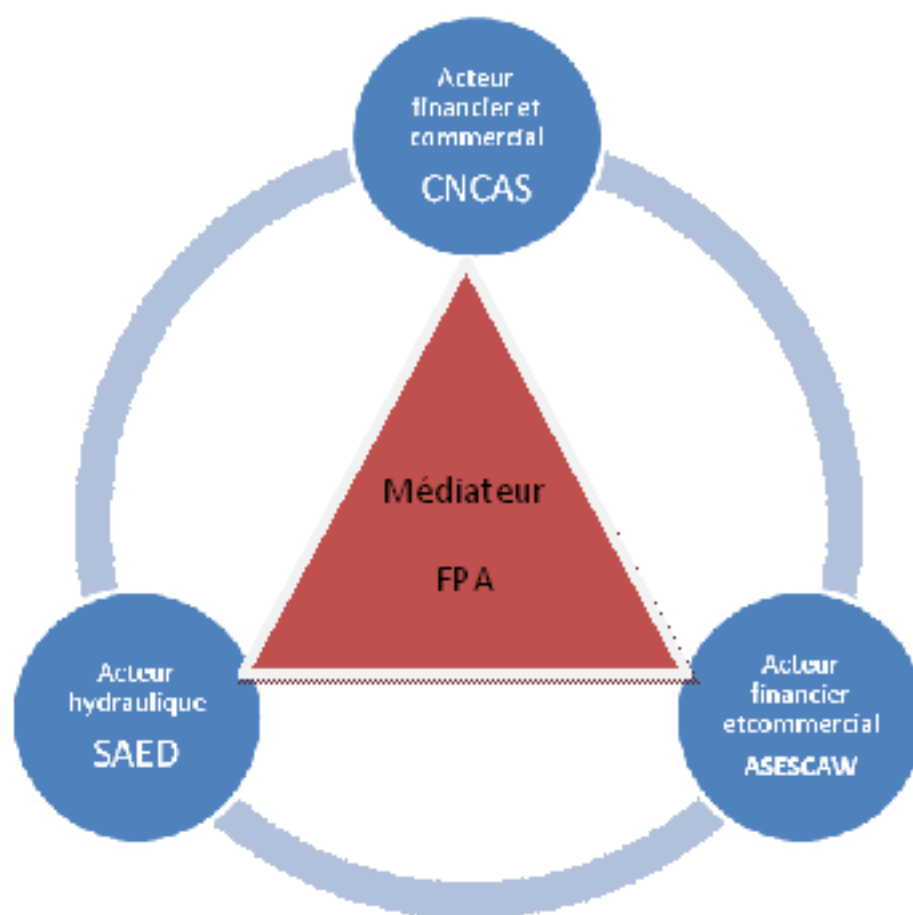 Acteur
financier et
commercial
CNCAS
Médiateur
FPA
Acteur
hydraulique
SAED
Acteur
financier
etcommercial
ASESCAW